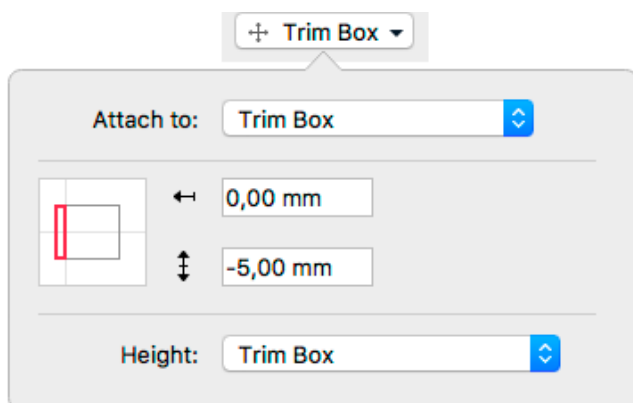 Trim Box
Attach to: Trim Box
0,00 mm
-5,00 mm
Height: Trim Box